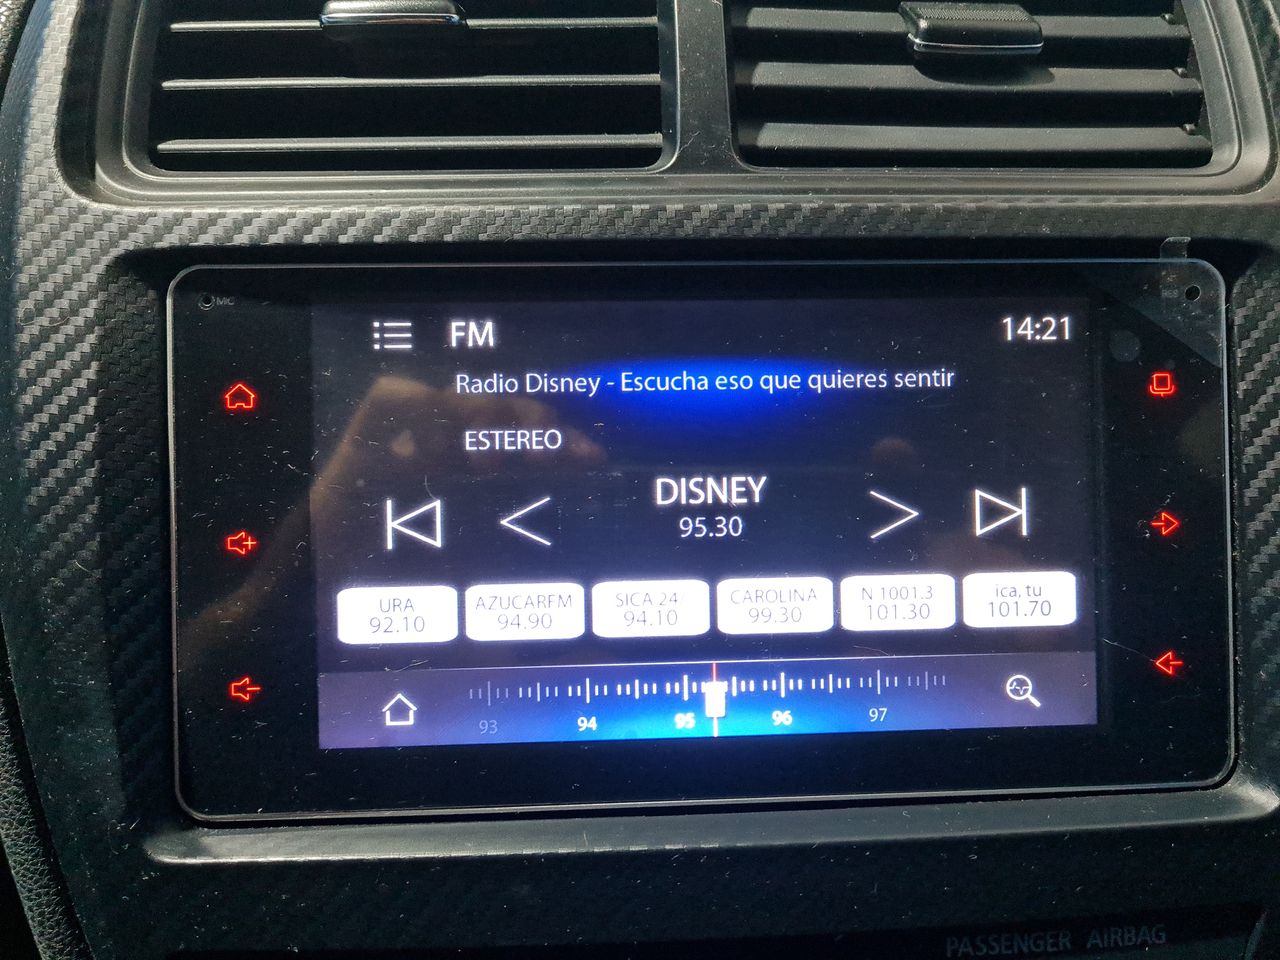 MIC
FM
14:21
Radio Disney - Escucha eso que quieres sentir
ESTEREO
DISNEY
95.30
URA
92.10
AZUCARFM
94.90
SICA 24
94.10
CAROLINA
99.30
N 1001.3
101.30
ica, tu
101.70
93 94 95 96 97
PASSENGER AIRBAG